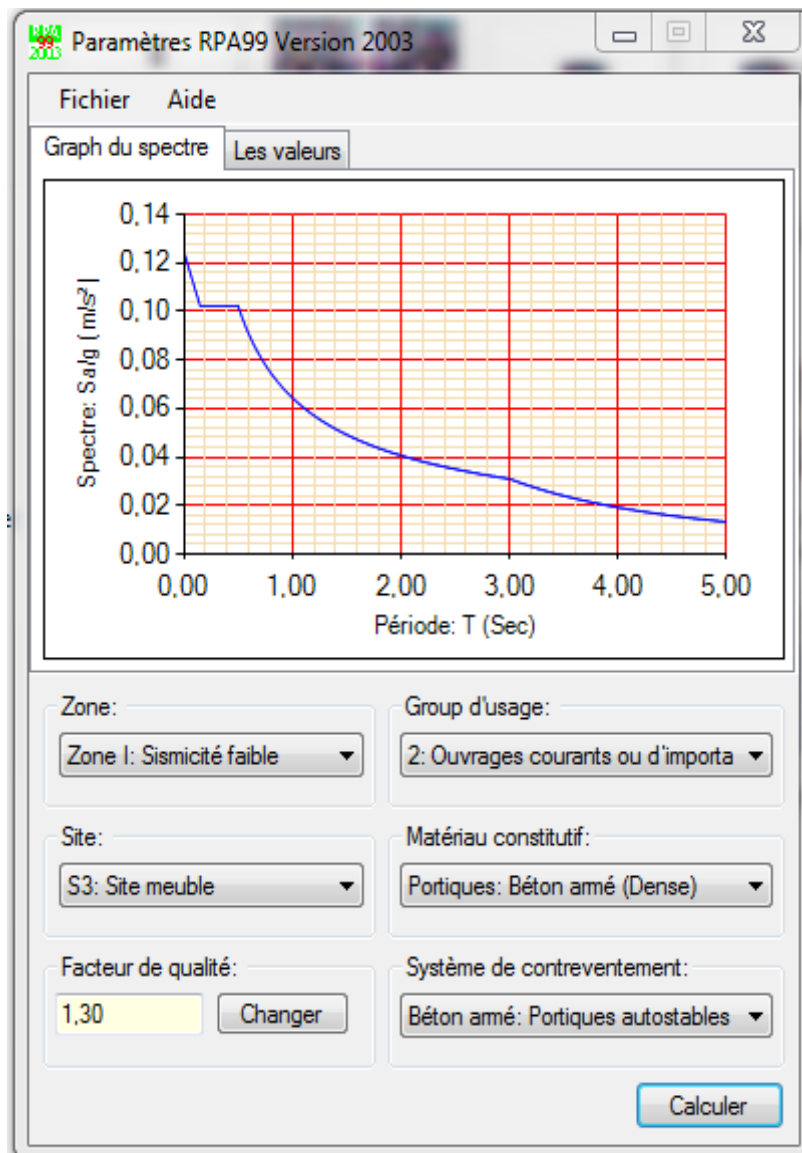 RPA
99
2003
Paramètres RPA99 Version 2003
Fichier Aide
Graph du spectre Les valeurs
Spectre: Sa/g ( m/s²)
0,14
0,12
0,10
0,08
0,06
0,04
0,02
0,00
0,00 1,00 2,00 3,00 4,00 5,00
Période: T (Sec)
Zone: Group d'usage:
Zone I: Sismicité faible 2: Ouvrages courants ou d'importa
Site: Matériau constitutif:
S3: Site meuble Portiques: Béton armé (Dense)
Facteur de qualité: Système de contreventement:
1,30 Changer Béton armé: Portiques autostables
Calculer